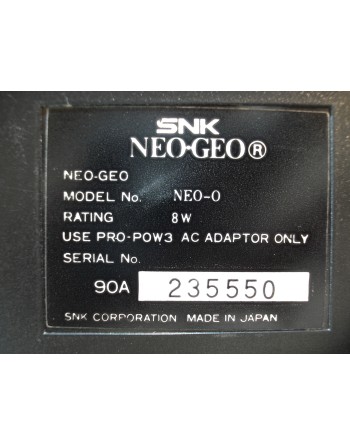 SNK
NEO•GEO®
NEO-GEO
MODEL No. NEO-0
RATING 8W
USE PRO-POW3 AC ADAPTOR ONLY
SERIAL No.
90A 235550
SNK CORPORATION MADE IN JAPAN